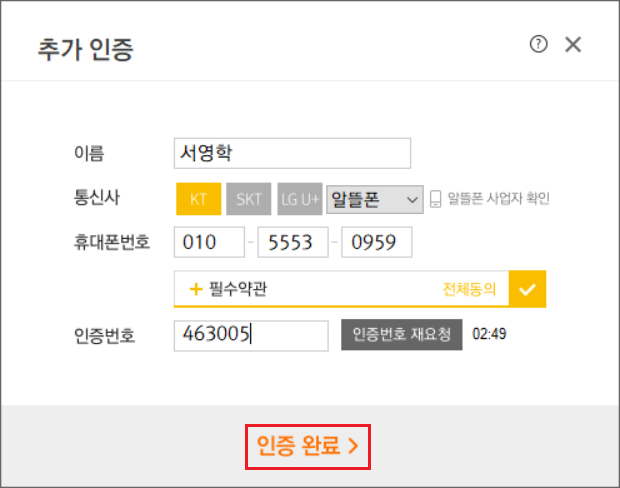 추가 인증 ?
이름 서영학
통신사 KT SKT LG U+ 알뜰폰 알뜰폰 사업자 확인
휴대폰번호 010 - 5553 - 0959
+ 필수약관 전체동의
인증번호 463005 인증번호 재요청 02:49
인증 완료 >